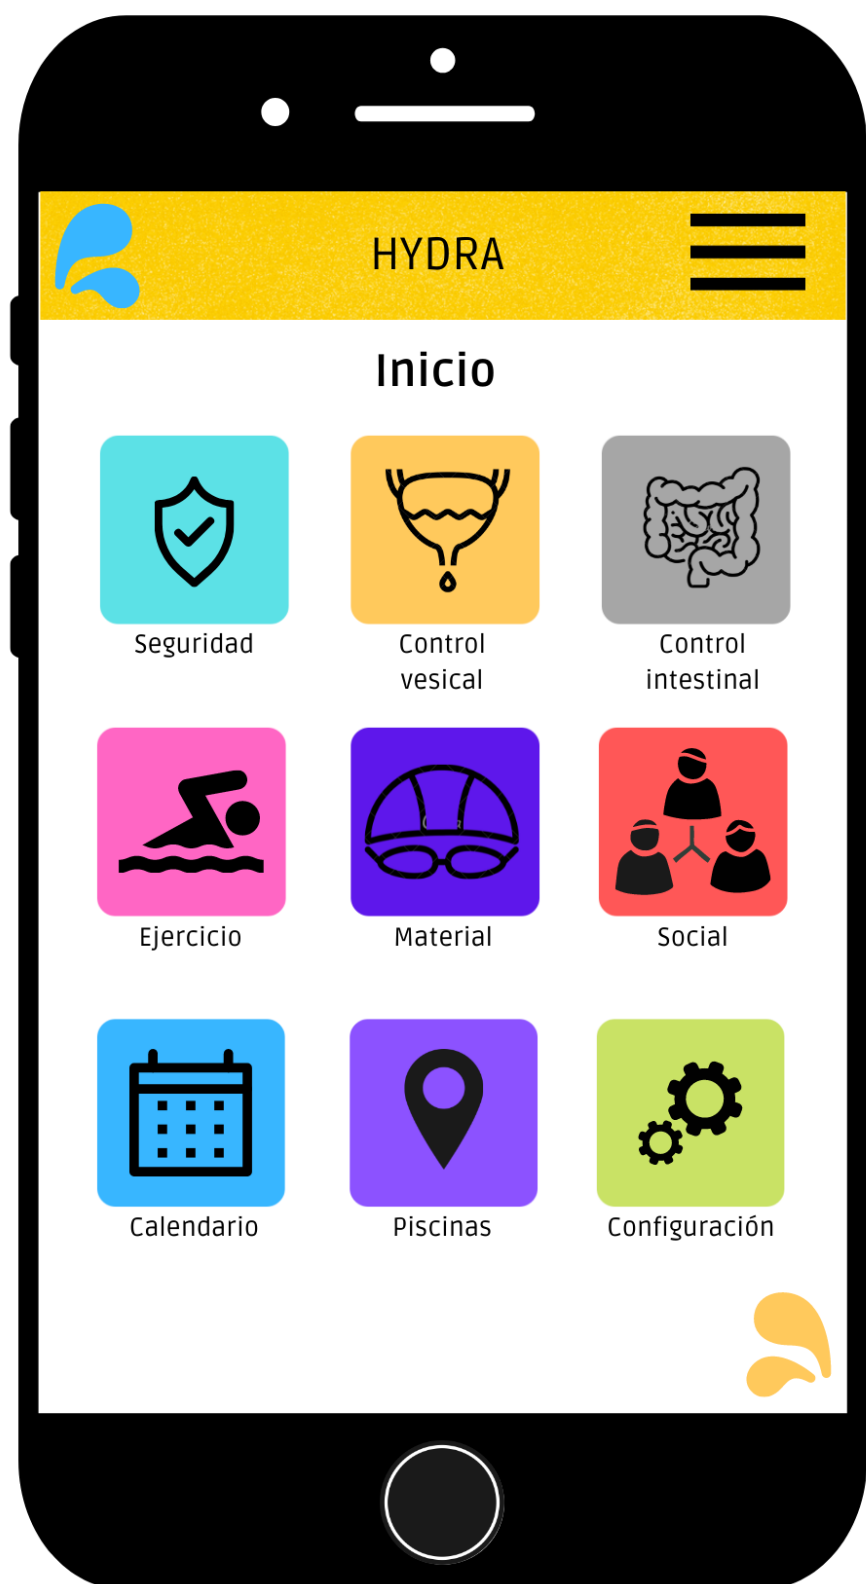 HYDRA
Inicio
Seguridad
Control
vesical
Control
intestinal
Ejercicio
Material
Social
Calendario
Piscinas
Configuración